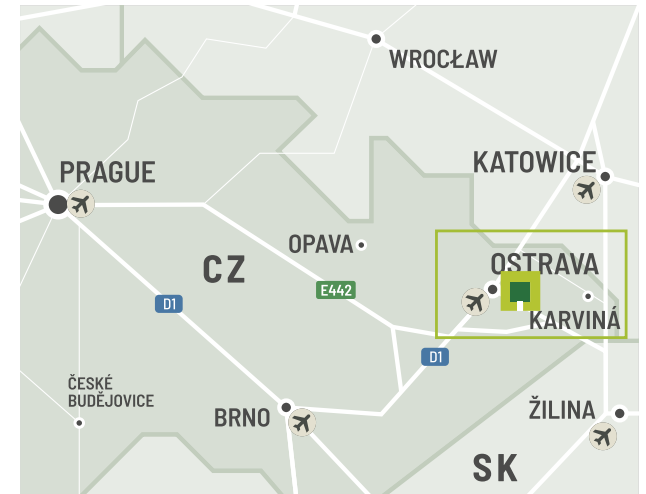 WROCŁAW
PRAGUE
KATOWICE
OPAVA
CZ
OSTRAVA
E442
D1
KARVINÁ
D1
ČESKÉ
BUDĚJOVICE
BRNO
ŽILINA
SK